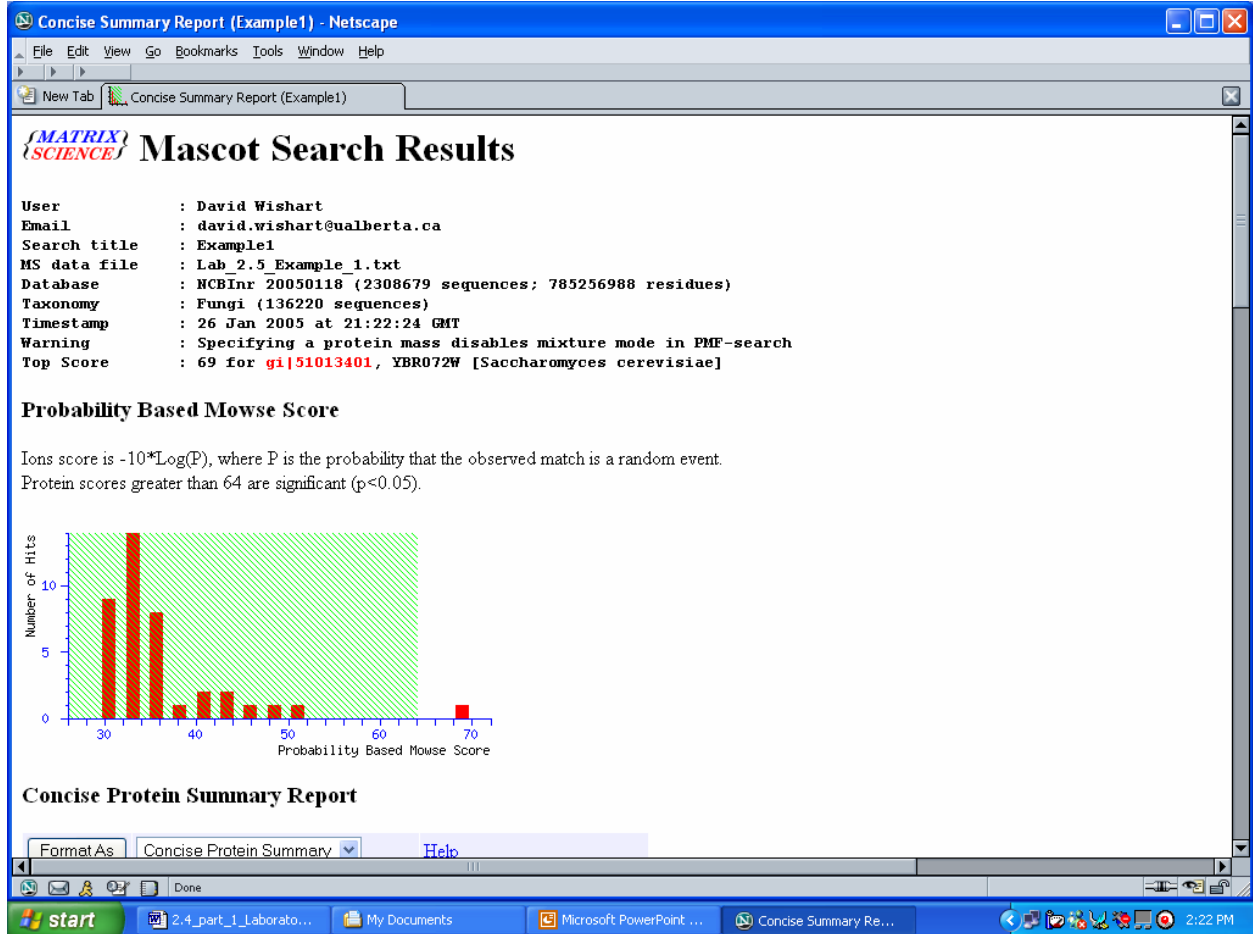 Concise Summary Report (Example1) - Netscape
File Edit View Go Bookmarks Tools Window Help
New Tab Concise Summary Report (Example1)
{MATRIX SCIENCE} Mascot Search Results
User : David Wishart
Email : david.wishart@ualberta.ca
Search title : Example1
MS data file : Lab_2.5_Example_1.txt
Database : NCBInr 20050118 (2308679 sequences; 785256988 residues)
Taxonomy : Fungi (136220 sequences)
Timestamp : 26 Jan 2005 at 21:22:24 GMT
Warning : Specifying a protein mass disables mixture mode in PMF-search
Top Score : 69 for gi|51013401, YBR072W [Saccharomyces cerevisiae]
Probability Based Mowse Score
Ions score is -10*Log(P), where P is the probability that the observed match is a random event.
Protein scores greater than 64 are significant (p<0.05).
Number of Hits
10
5
0
30 40 50 60 70
Probability Based Mowse Score
Concise Protein Summary Report
Format As Concise Protein Summary Help
Done
start 2.4_part_1_Laborato... My Documents Microsoft PowerPoint ... Concise Summary Re... 2:22 PM